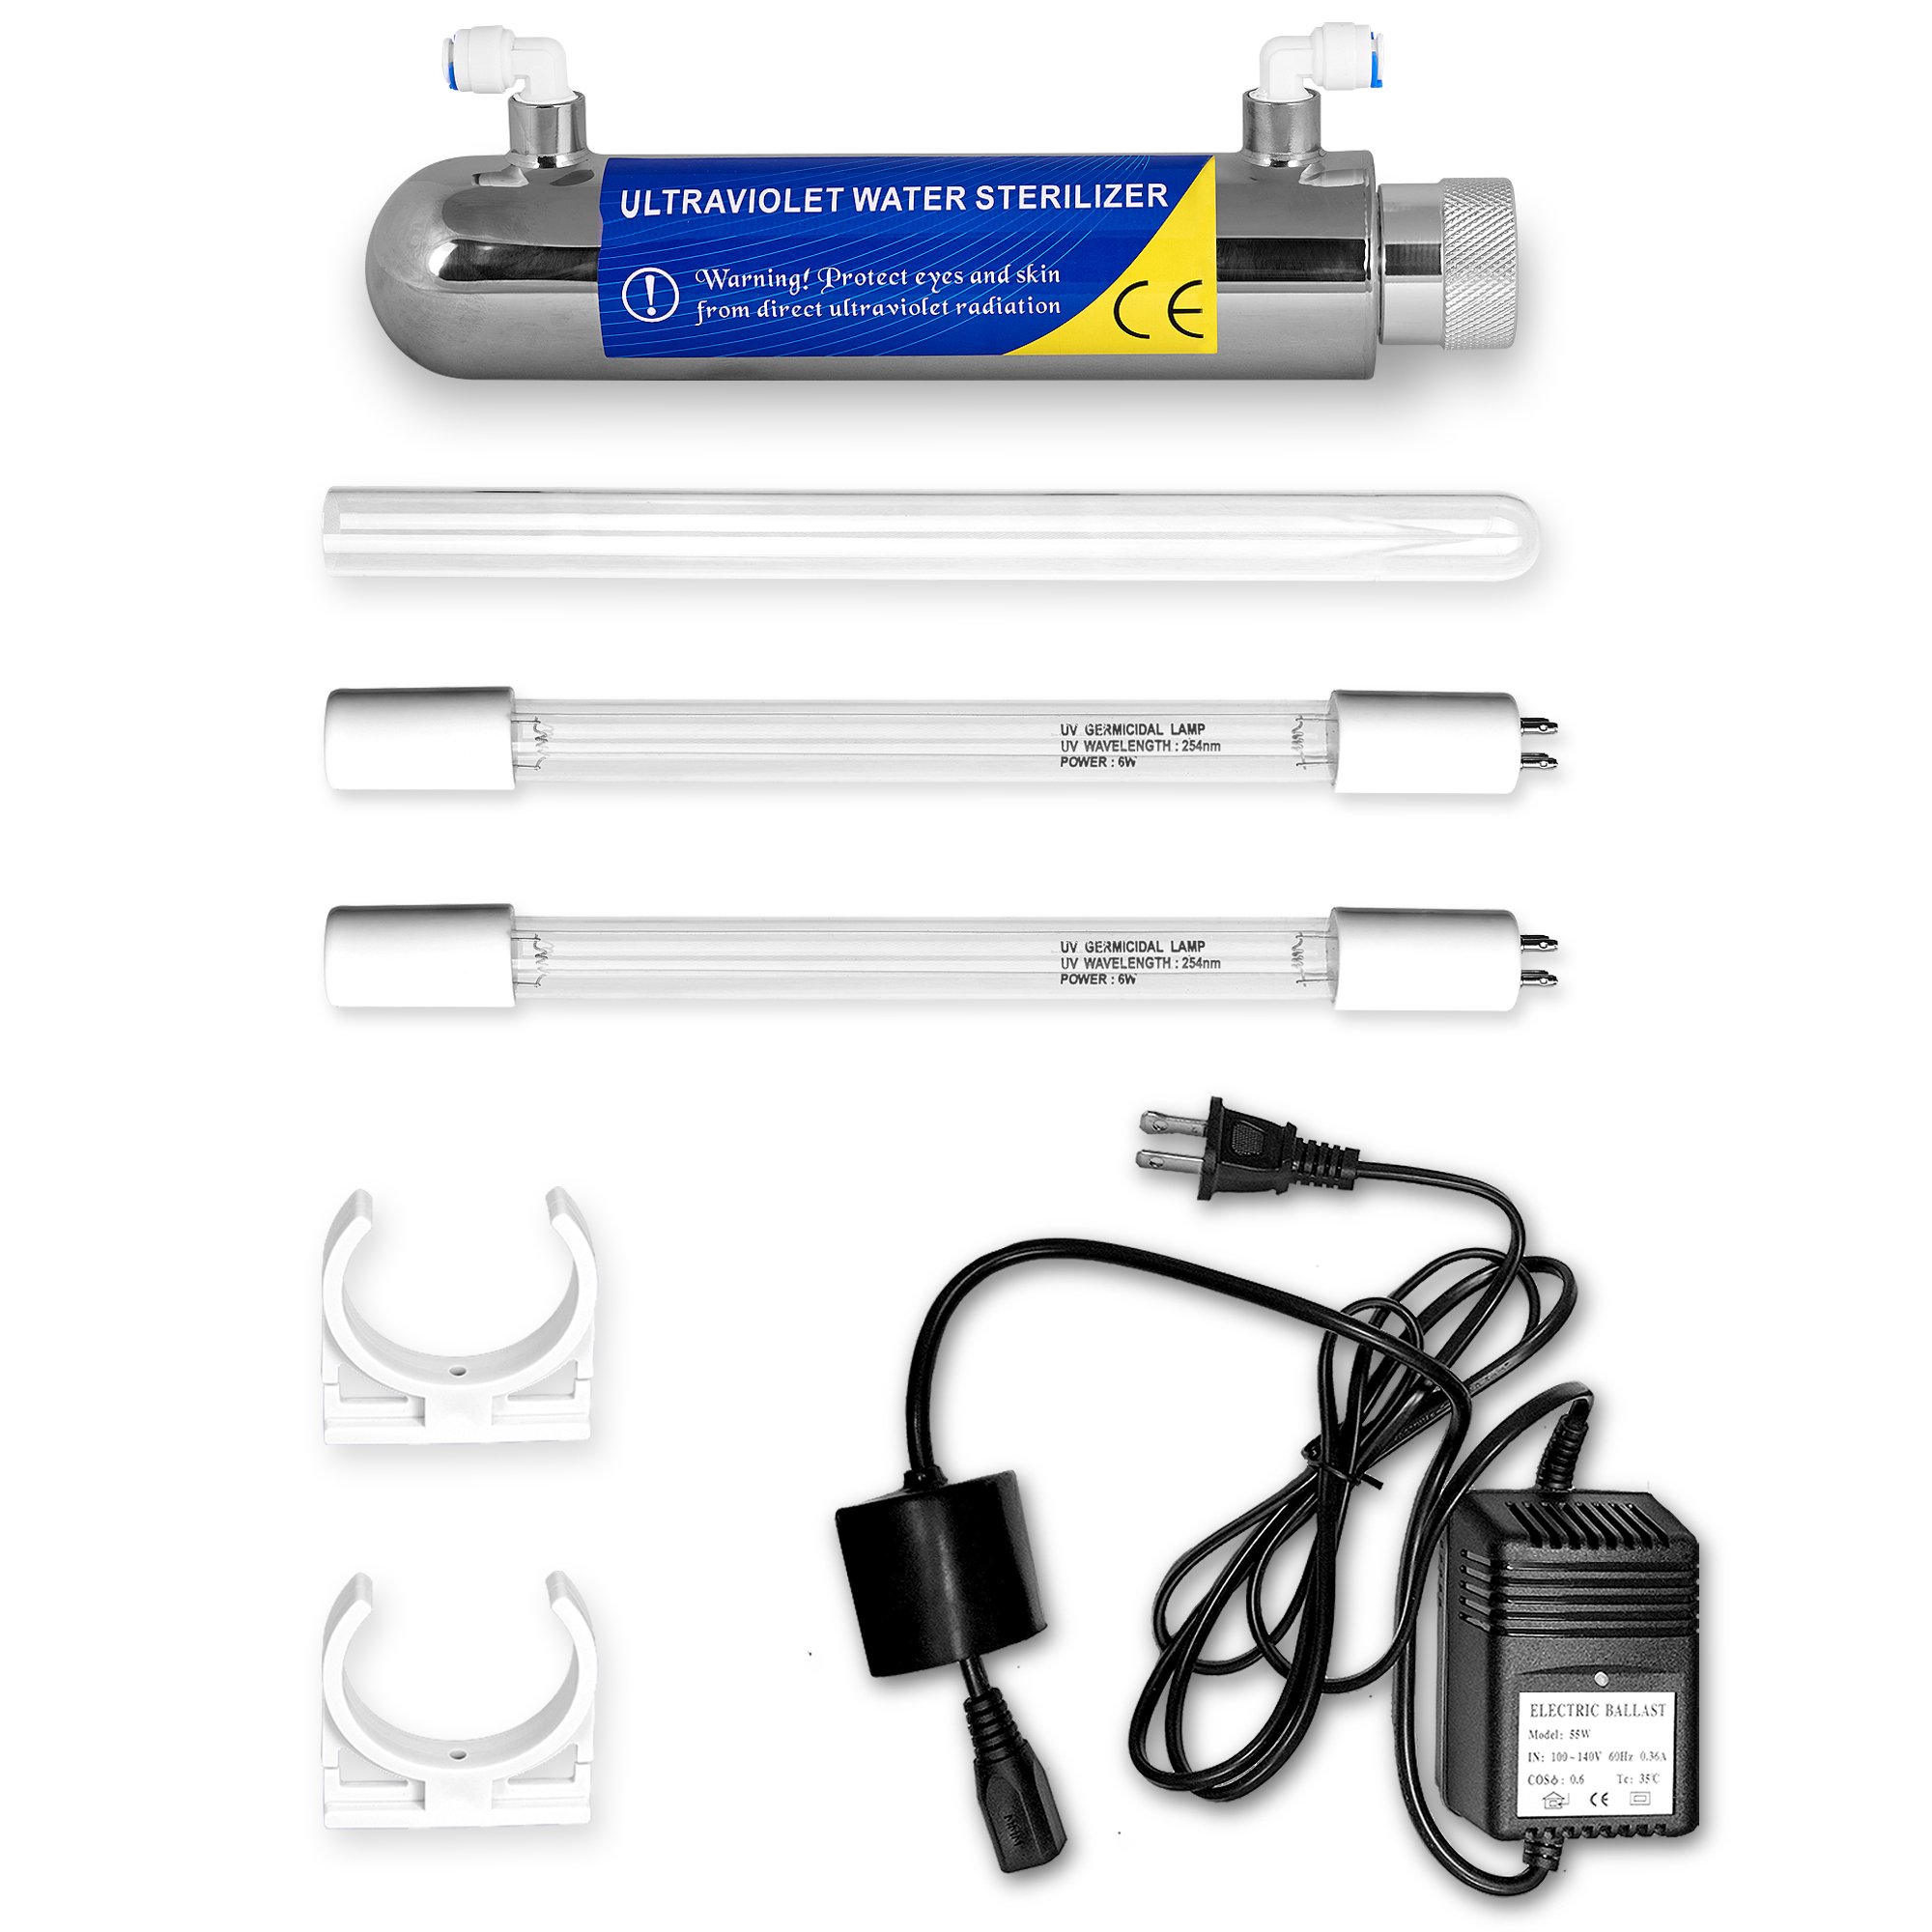 ULTRAVIOLET WATER STERILIZER
Warning! Protect eyes and skin
from direct ultraviolet radiation
CE
UV GERMICIDAL LAMP
UV WAVELENGTH : 254nm
POWER : 6W
UV GERMICIDAL LAMP
UV WAVELENGTH : 254nm
POWER : 6W
ELECTRIC BALLAST
Model: 55W
IN: 100~140V 60Hz 0.36A
COSϕ: 0.6 Tc: 35℃
CE